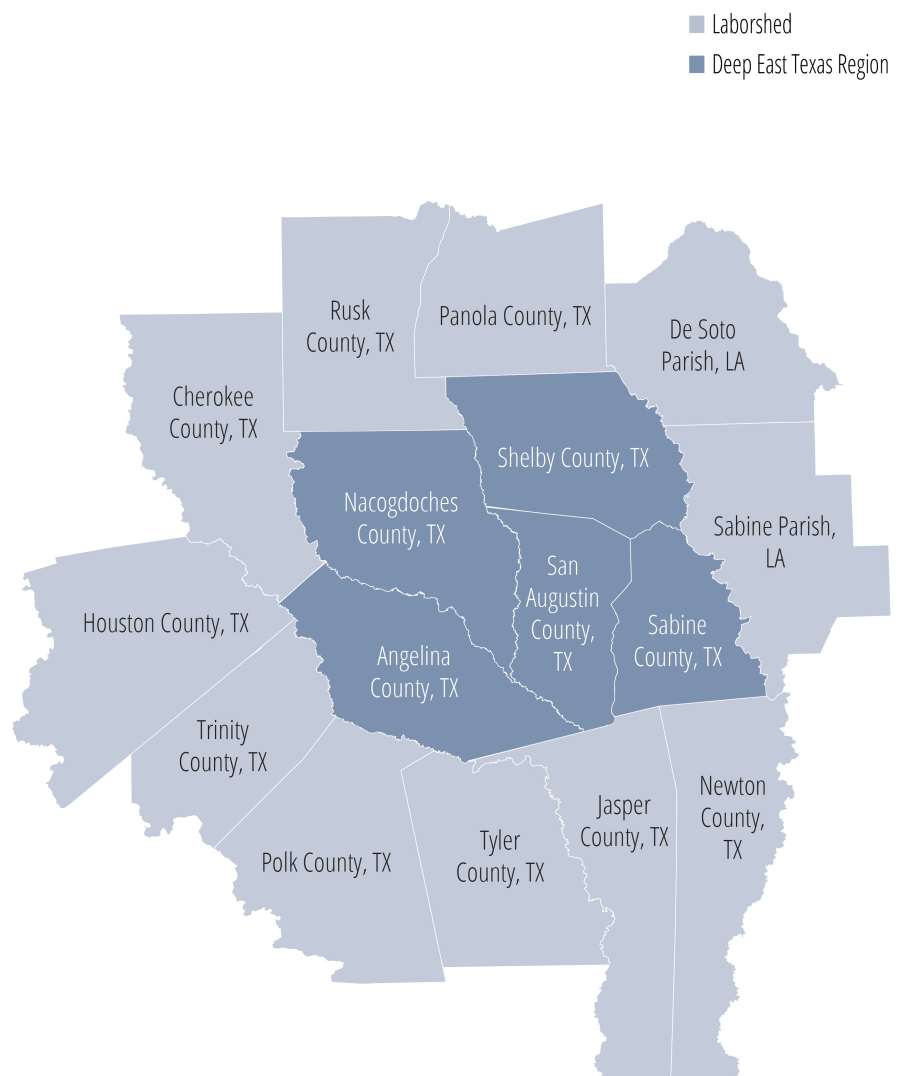 Laborshed
Deep East Texas Region
Rusk
County, TX
Panola County, TX
De Soto
Parish, LA
Cherokee
County, TX
Shelby County, TX
Nacogdoches
County, TX
Sabine Parish,
LA
San
Augustin
County,
TX
Houston County, TX
Sabine
County, TX
Angelina
County, TX
Trinity
County, TX
Newton
County,
TX
Jasper
County, TX
Tyler
County, TX
Polk County, TX